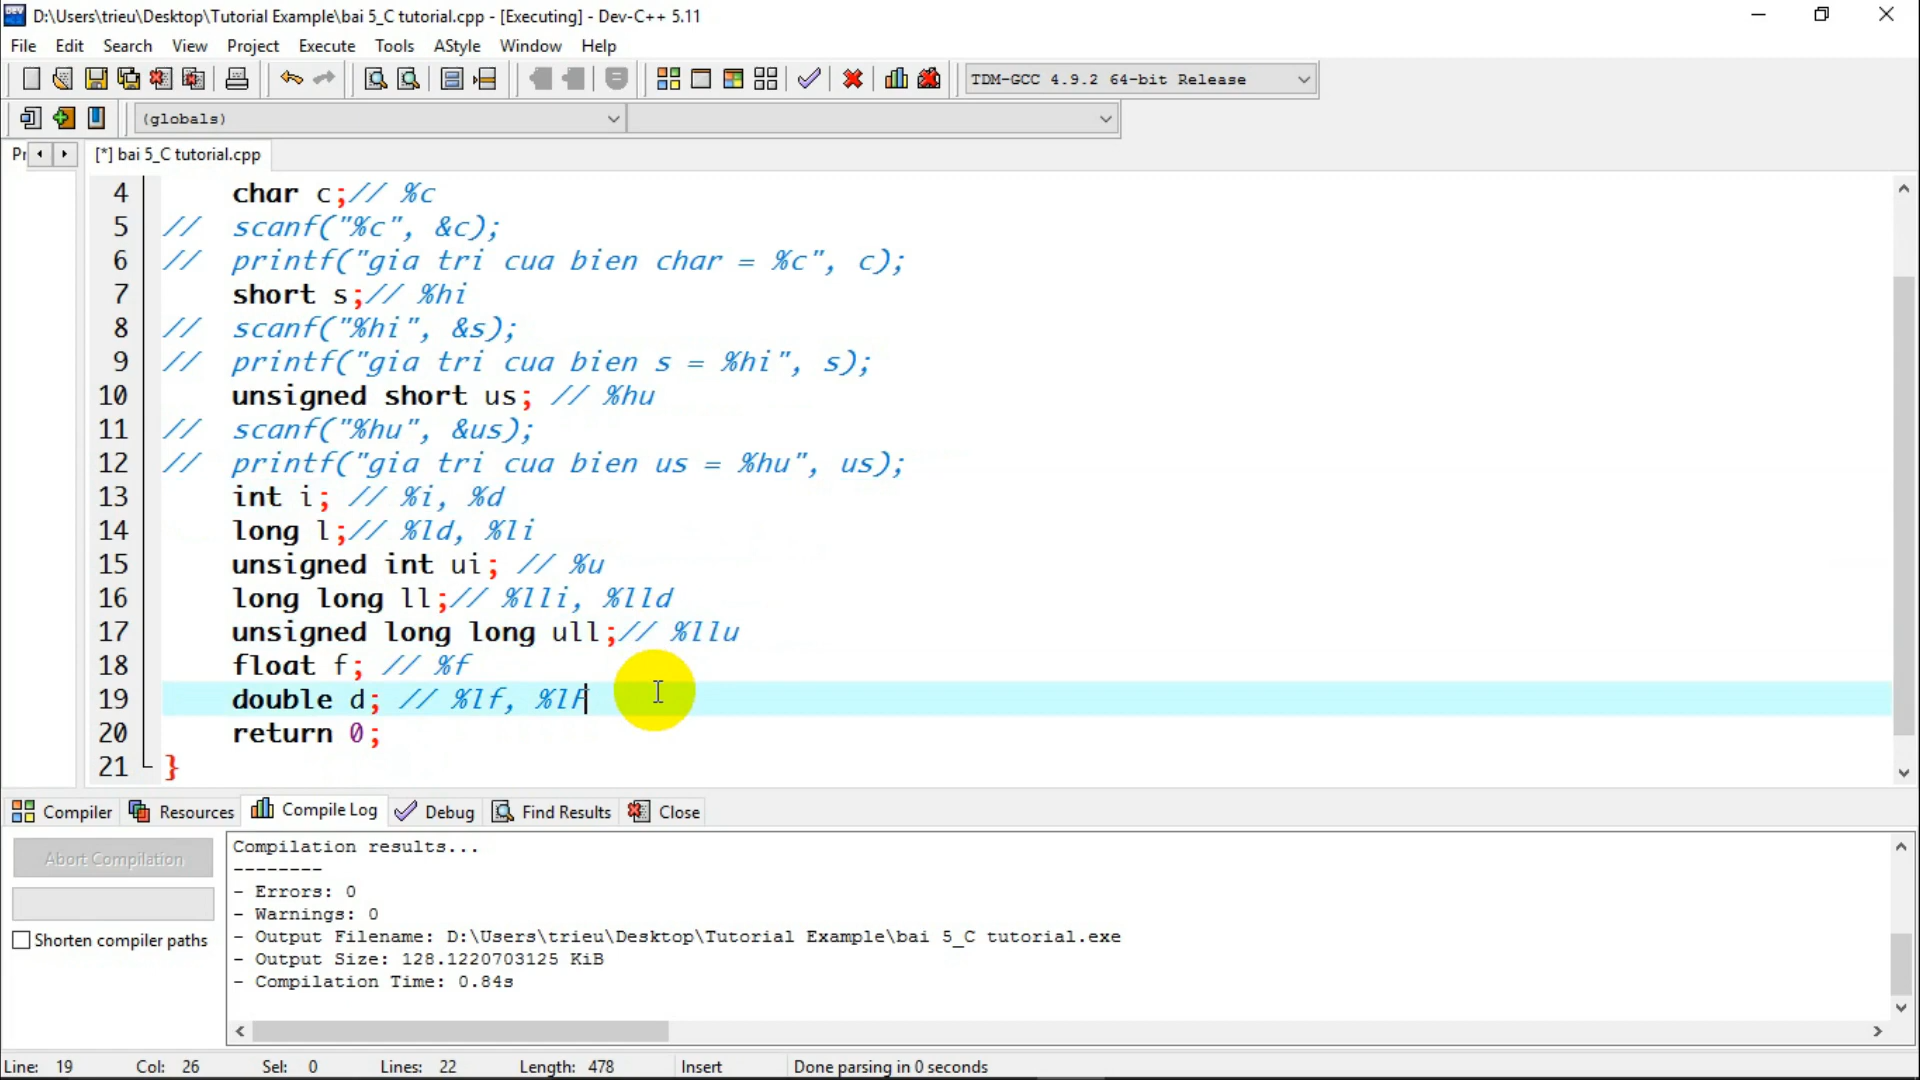 D:\Users\trieu\Desktop\Tutorial Example\bai 5_C tutorial.cpp - [Executing] - Dev-C++ 5.11
File Edit Search View Project Execute Tools AStyle Window Help
TDM-GCC 4.9.2 64-bit Release
(globals)
Pr [*] bai 5_C tutorial.cpp
4 char c;// %c
5 // scanf("%c", &c);
6 // printf("gia tri cua bien char = %c", c);
7 short s;// %hi
8 // scanf("%hi", &s);
9 // printf("gia tri cua bien s = %hi", s);
10 unsigned short us; // %hu
11 // scanf("%hu", &us);
12 // printf("gia tri cua bien us = %hu", us);
13 int i; // %i, %d
14 long l;// %ld, %li
15 unsigned int ui; // %u
16 long long ll;// %lli, %lld
17 unsigned long long ull;// %llu
18 float f; // %f
19 double d; // %lf, %lF
20 return 0;
21 }
Compiler Resources Compile Log Debug Find Results Close
Abort Compilation
Shorten compiler paths
Compilation results...
--------
- Errors: 0
- Warnings: 0
- Output Filename: D:\Users\trieu\Desktop\Tutorial Example\bai 5_C tutorial.exe
- Output Size: 128.1220703125 KiB
- Compilation Time: 0.84s
Line: 19 Col: 26 Sel: 0 Lines: 22 Length: 478 Insert Done parsing in 0 seconds